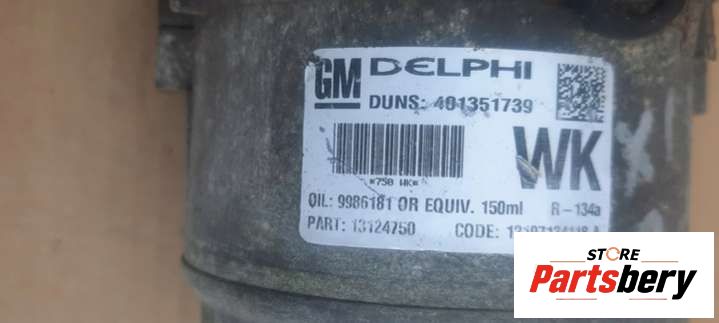 GM DELPHI
DUNS: 401351739
WK
*750 WK*
OIL: 9986181 OR EQUIV. 150ml R-134a
PART: 13124750 CODE:
STORE
Partsbery